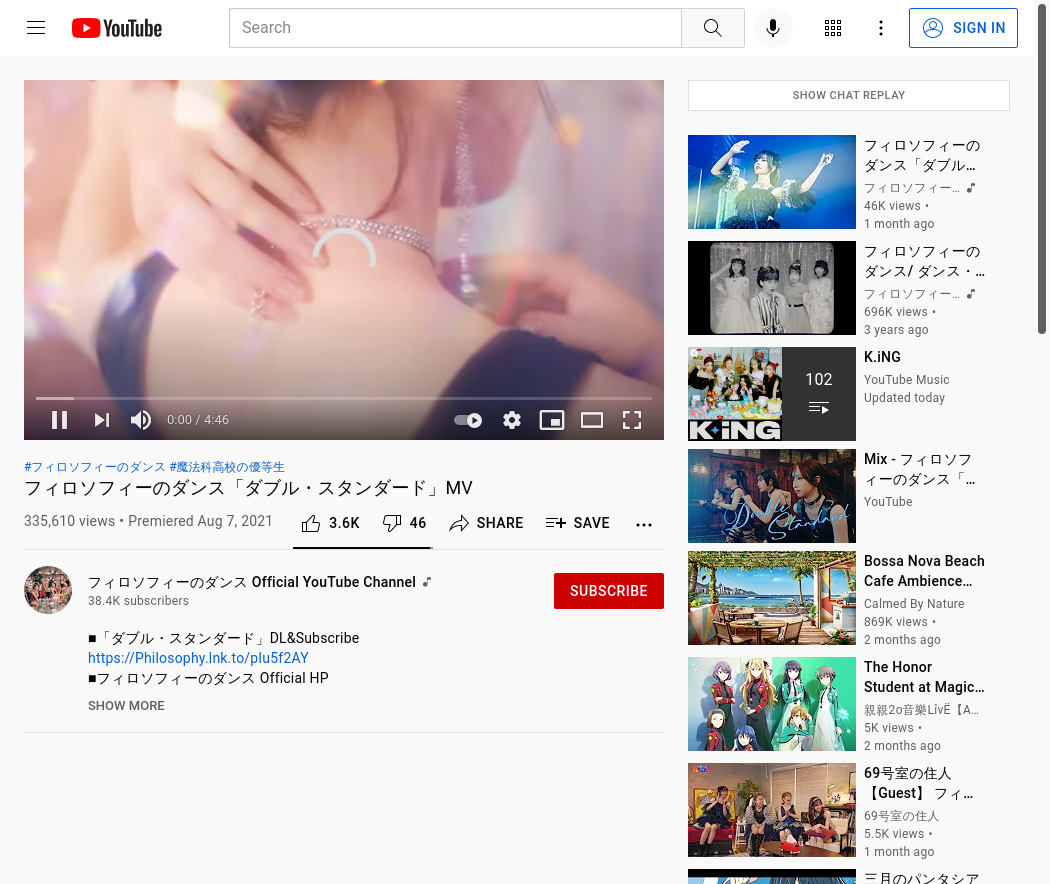 YouTube
Search
SIGN IN
SHOW CHAT REPLAY
0:00 / 4:46
#フィロソフィーのダンス #魔法科高校の優等生
フィロソフィーのダンス「ダブル・スタンダード」MV
335,610 views • Premiered Aug 7, 2021
3.6K
46
SHARE
SAVE
フィロソフィーのダンス Official YouTube Channel
38.4K subscribers
SUBSCRIBE
■「ダブル・スタンダード」DL&Subscribe
https://Philosophy.lnk.to/pIu5f2AY
■フィロソフィーのダンス Official HP
SHOW MORE
フィロソフィーの
ダンス「ダブル...
フィロソフィー...
46K views •
1 month ago
フィロソフィーの
ダンス/ ダンス・...
フィロソフィー...
696K views •
3 years ago
KiNG
102
K.iNG
YouTube Music
Updated today
Double Standard
Mix - フィロソフ
ィーのダンス「...
YouTube
Bossa Nova Beach
Cafe Ambience...
Calmed By Nature
869K views •
2 months ago
The Honor
Student at Magic...
親親2o音樂LîvË【A...
5K views •
2 months ago
69号室の住人
【Guest】 フィ...
69号室の住人
5.5K views •
1 month ago
三月のパンタシア